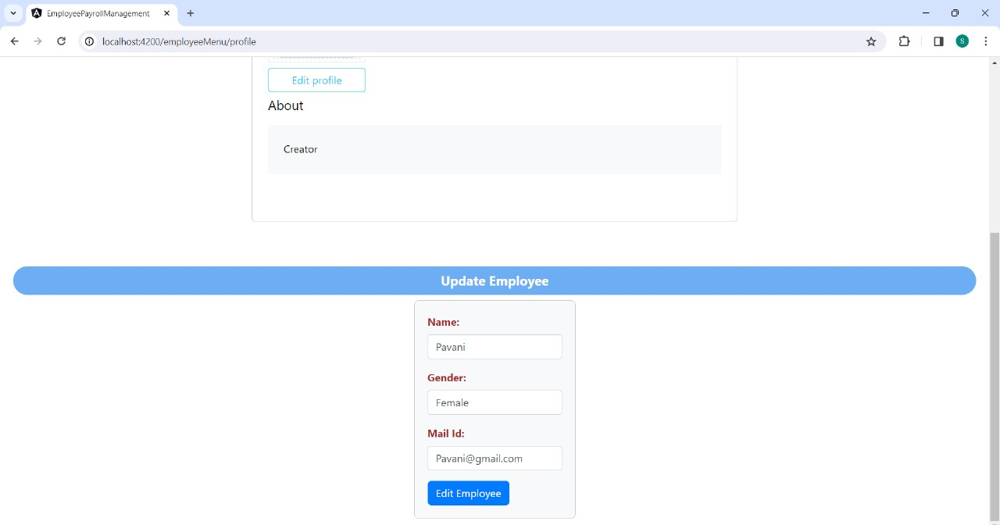 EmployeePayrollManagement
localhost:4200/employeeMenu/profile
S
Edit profile
About
Creator
Update Employee
Name:
Pavani
Gender:
Female
Mail Id:
Pavani@gmail.com
Edit Employee